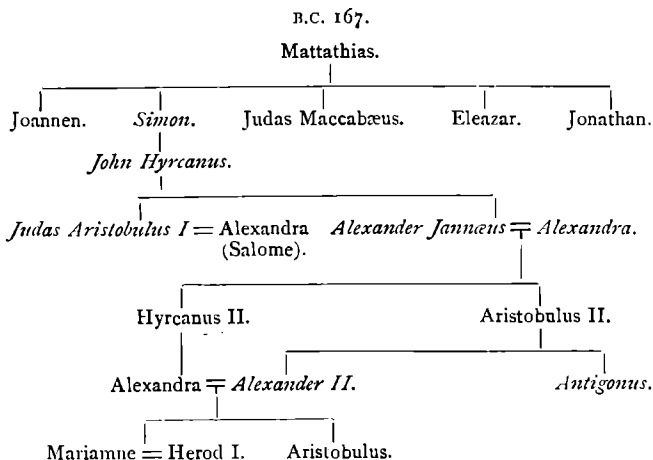 B.C. 167.
Mattathias.
Joannen. Simon. Judas Maccabæus. Eleazar. Jonathan.
John Hyrcanus.
Judas Aristobulus I = Alexandra Alexander Jannæus = Alexandra.
(Salome).
Hyrcanus II. Aristobulus II.
Alexandra = Alexander II. Antigonus.
Mariamne = Herod I. Aristobulus.